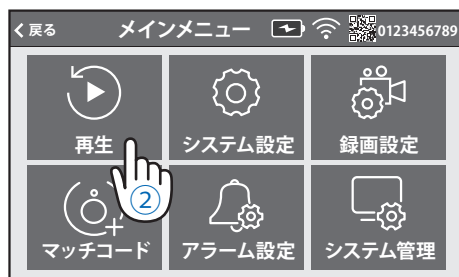 戻る メインメニュー 0123456789
再生 システム設定 録画設定
②
マッチコード アラーム設定 システム管理